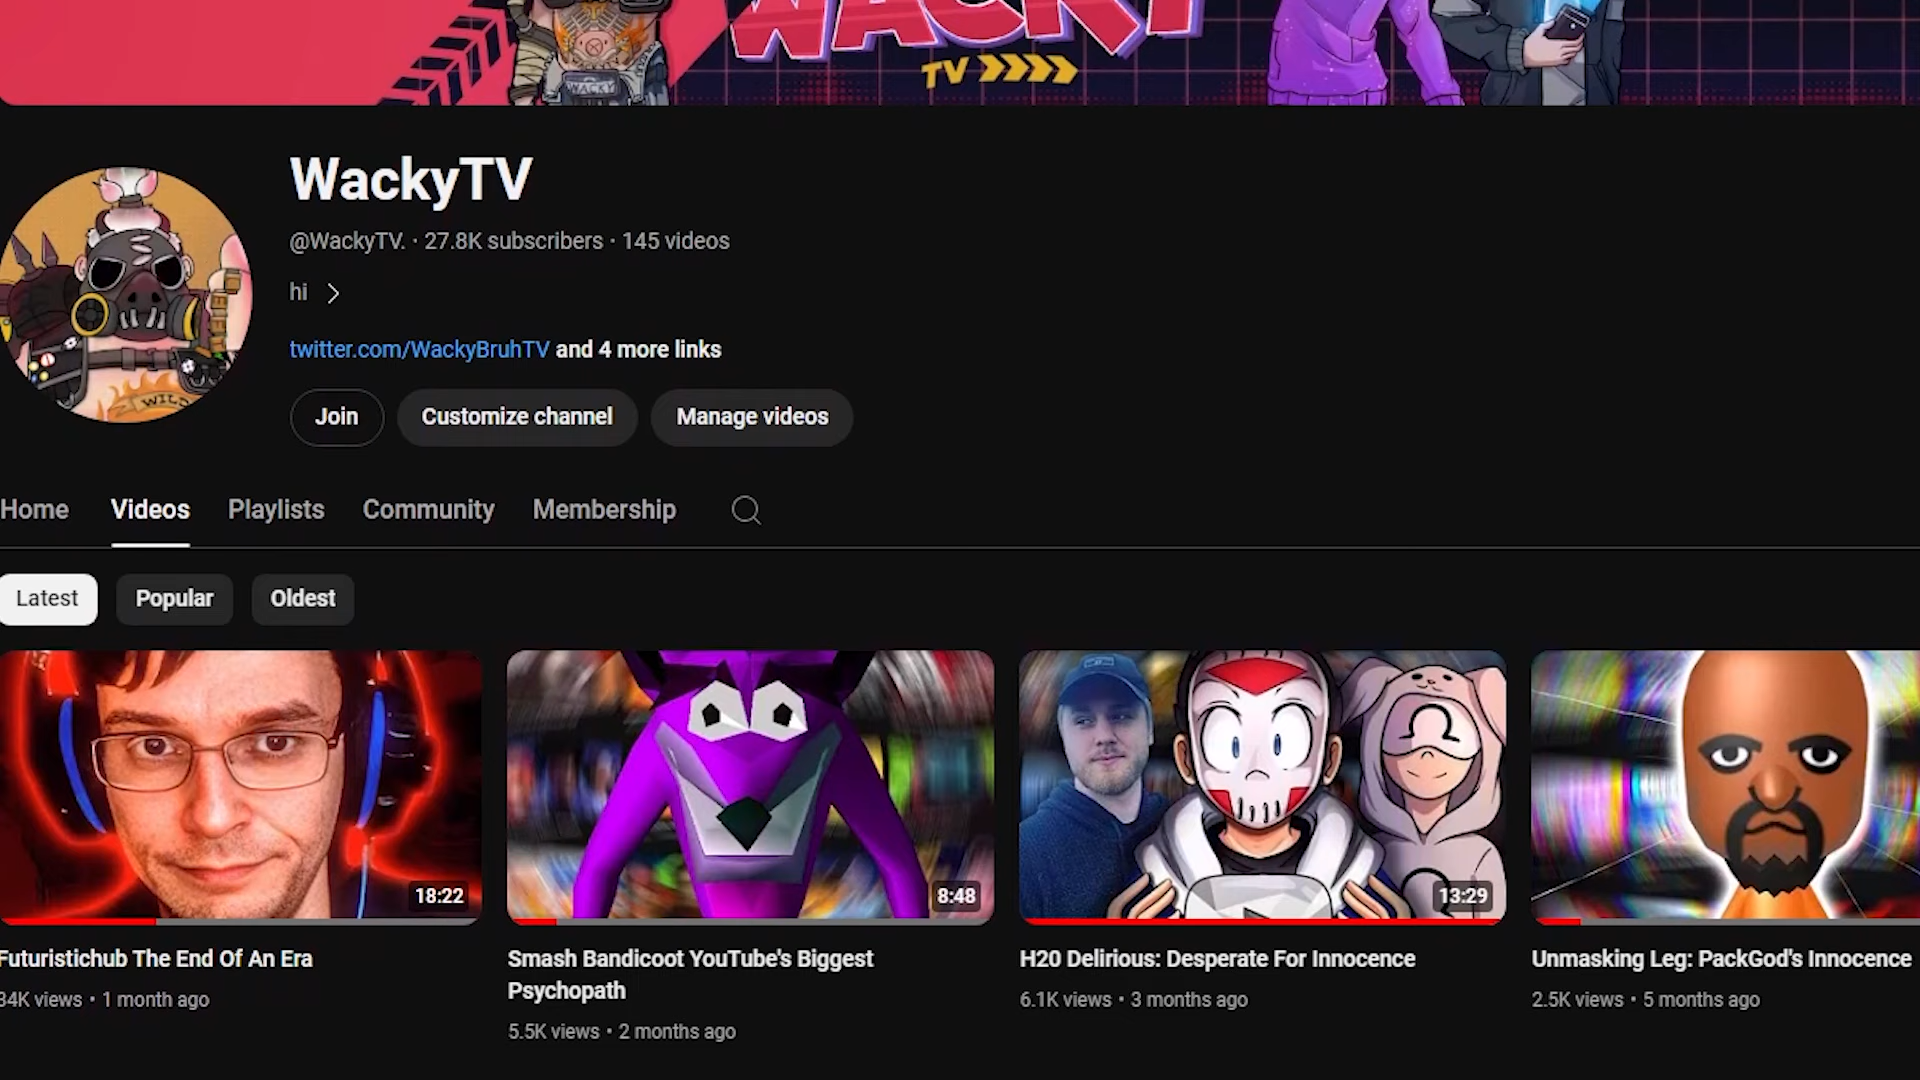 WACKY
TV
WACKY
WackyTV
@WackyTV. · 27.8K subscribers · 145 videos
hi
twitter.com/WackyBruhTV and 4 more links
Join
Customize channel
Manage videos
Home
Videos
Playlists
Community
Membership
Latest
Popular
Oldest
WILD
18:22
8:48
13:29
Futuristichub The End Of An Era
34K views • 1 month ago
Smash Bandicoot YouTube's Biggest
Psychopath
5.5K views • 2 months ago
H20 Delirious: Desperate For Innocence
6.1K views • 3 months ago
Unmasking Leg: PackGod's Innocence
2.5K views • 5 months ago